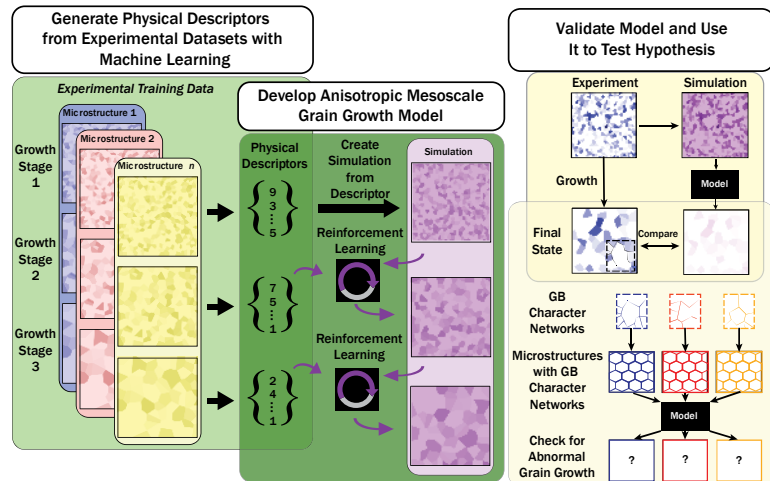 Generate Physical Descriptors
from Experimental Datasets with
Machine Learning
Experimental Training Data
Microstructure 1
Microstructure 2
Microstructure n
Growth
Stage
1
Growth
Stage
2
Growth
Stage
3
Develop Anisotropic Mesoscale
Grain Growth Model
Physical
Descriptors
Create
Simulation
from
Descriptor
Simulation
9
3
⋮
5
Reinforcement
Learning
7
5
⋮
1
Reinforcement
Learning
2
4
⋮
1
Validate Model and Use
It to Test Hypothesis
Experiment
Simulation
Growth
Model
Final
State
Compare
GB
Character
Networks
Microstructures
with GB
Character
Networks
Model
Check for
Abnormal
Grain Growth
? ? ?